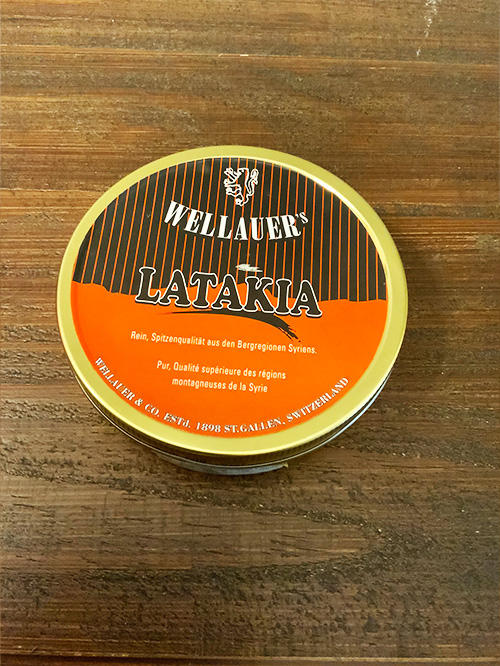 WELLAUER'S
LATAKIA
Rein, Spitzenqualität aus den Bergregionen Syriens.
Pur, Qualité supérieure des régions
montagneuses de la Syrie
WELLAUER & CO. ESTd. 1898 ST.GALLEN, SWITZERLAND